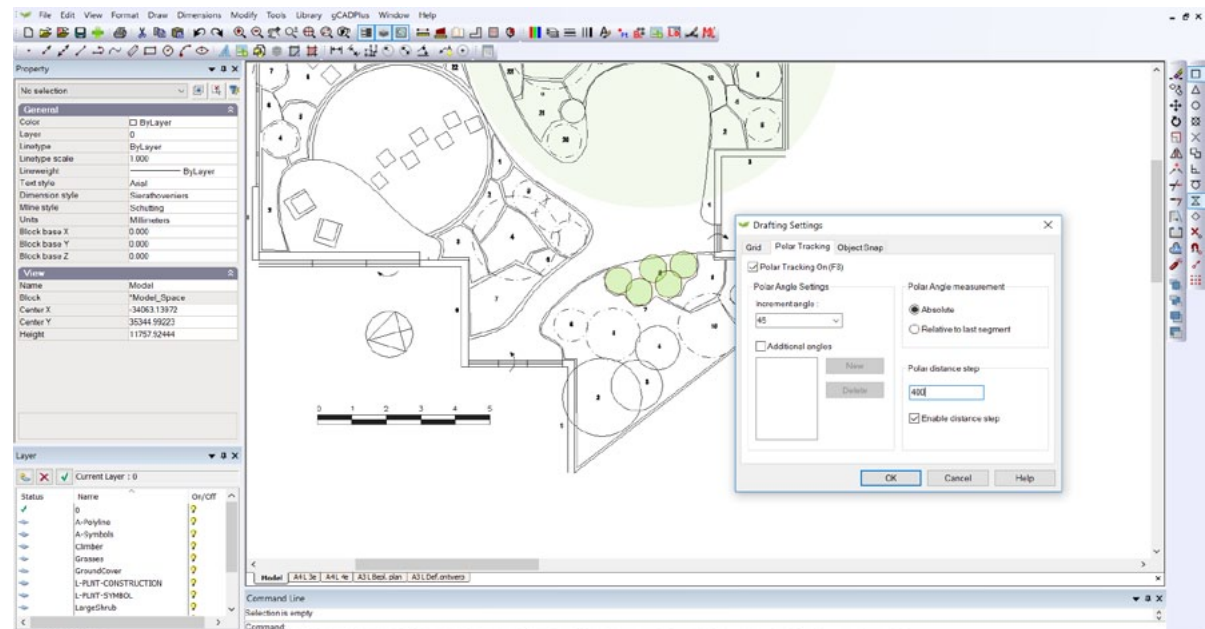 File Edit View Format Draw Dimensions Modify Tools Library gCADPlus Window Help
Property
No selection
General
Color ByLayer
Layer 0
Linetype ByLayer
Linetype scale 1.000
Lineweight ByLayer
Text style Arial
Dimension style Sierathoveniers
Mline style Schutting
Units Millimeters
Block base X 0.000
Block base Y 0.000
Block base Z 0.000
View
Name Model
Block *Model_Space
Center X -34063.13972
Center Y 35344.99223
Height 11757.92444
Layer
Current Layer : 0
Status Name On/Off
0
A-Polyline
A-Symbols
Climber
Grasses
GroundCover
L-PLNT-CONSTRUCTION
L-PLNT-SYMBOL
LargeShrub
0 1 2 3 4 5
Drafting Settings
Grid Polar Tracking Object Snap
Polar Tracking On (F8)
Polar Angle Settings
Increment angle :
45
Additional angles
New
Delete
Polar Angle measurement
Absolute
Relative to last segment
Polar distance step
400
Enable distance step
OK Cancel Help
Model A4 L 3e A4 L 4e A3 L Bepl. plan A3 L Def.ontwerp
Command Line
Selection is empty
Command: